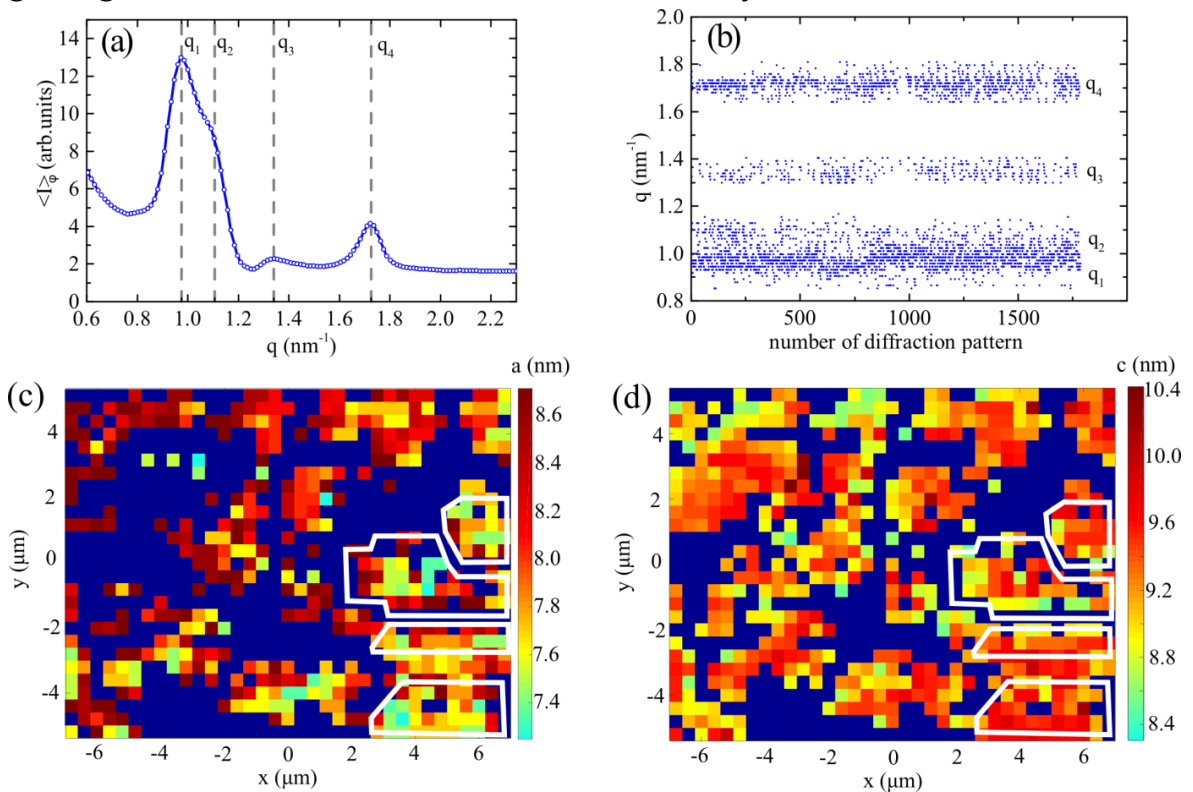 (a)
q1
q2
q3
q4
14
12
10
8
6
4
2
0
<I>φ (arb.units)
0.6 0.8 1.0 1.2 1.4 1.6 1.8 2.0 2.2
q (nm-1)
(b)
2.0
1.8
1.6
1.4
1.2
1.0
0.8
q (nm-1)
q4
q3
q2
q1
0 500 1000 1500
number of diffraction pattern
(c)
a (nm)
8.6
8.4
8.2
8.0
7.8
7.6
7.4
4
2
0
-2
-4
y (μm)
-6 -4 -2 0 2 4 6
x (μm)
(d)
c (nm)
10.4
10.0
9.6
9.2
8.8
8.4
4
2
0
-2
-4
y (μm)
-6 -4 -2 0 2 4 6
x (μm)